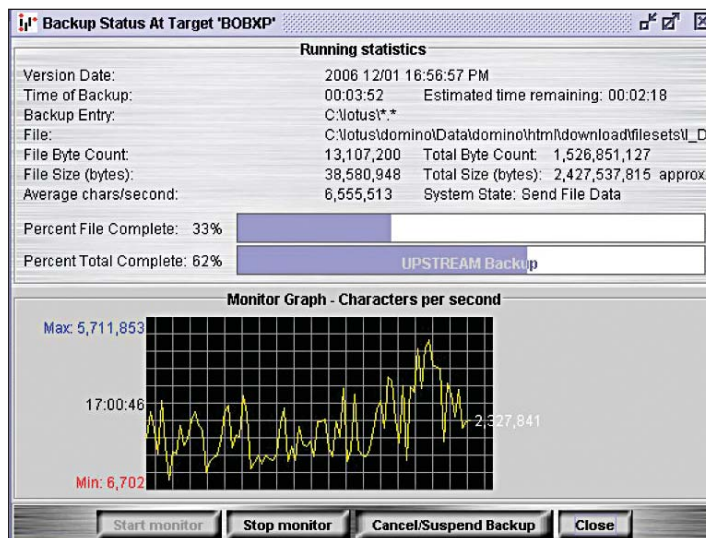 Backup Status At Target 'BOBXP'
Running statistics
Version Date: 2006 12/01 16:56:57 PM
Time of Backup: 00:03:52 Estimated time remaining: 00:02:18
Backup Entry: C:\lotus\*.*
File: C:\lotus\domino\Data\domino\html\download\filesets\l_D
File Byte Count: 13,107,200 Total Byte Count: 1,526,851,127
File Size (bytes): 38,580,948 Total Size (bytes): 2,427,537,815 approx
Average chars/second: 6,555,513 System State: Send File Data
Percent File Complete: 33%
Percent Total Complete: 62% UPSTREAM Backup
Monitor Graph - Characters per second
Max: 5,711,853
17:00:46
2,327,841
Min: 6,702
Start monitor Stop monitor Cancel/Suspend Backup Close